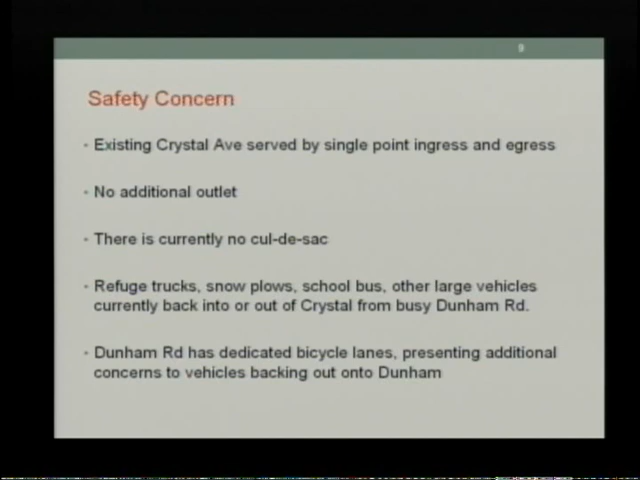 9
Safety Concern
• Existing Crystal Ave served by single point ingress and egress
• No additional outlet
• There is currently no cul-de-sac
• Refuge trucks, snow plows, school bus, other large vehicles
currently back into or out of Crystal from busy Dunham Rd.
• Dunham Rd has dedicated bicycle lanes, presenting additional
concerns to vehicles backing out onto Dunham